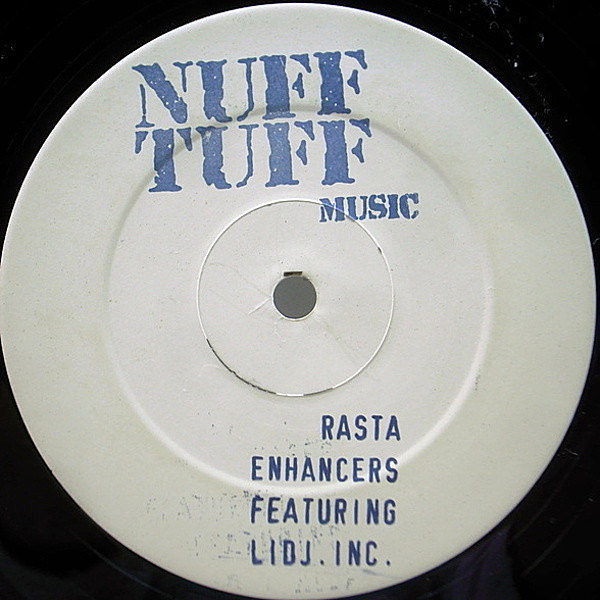 NUFF
TUFF
MUSIC
RASTA
ENHANCERS
FEATURING
LIDJ.INC.